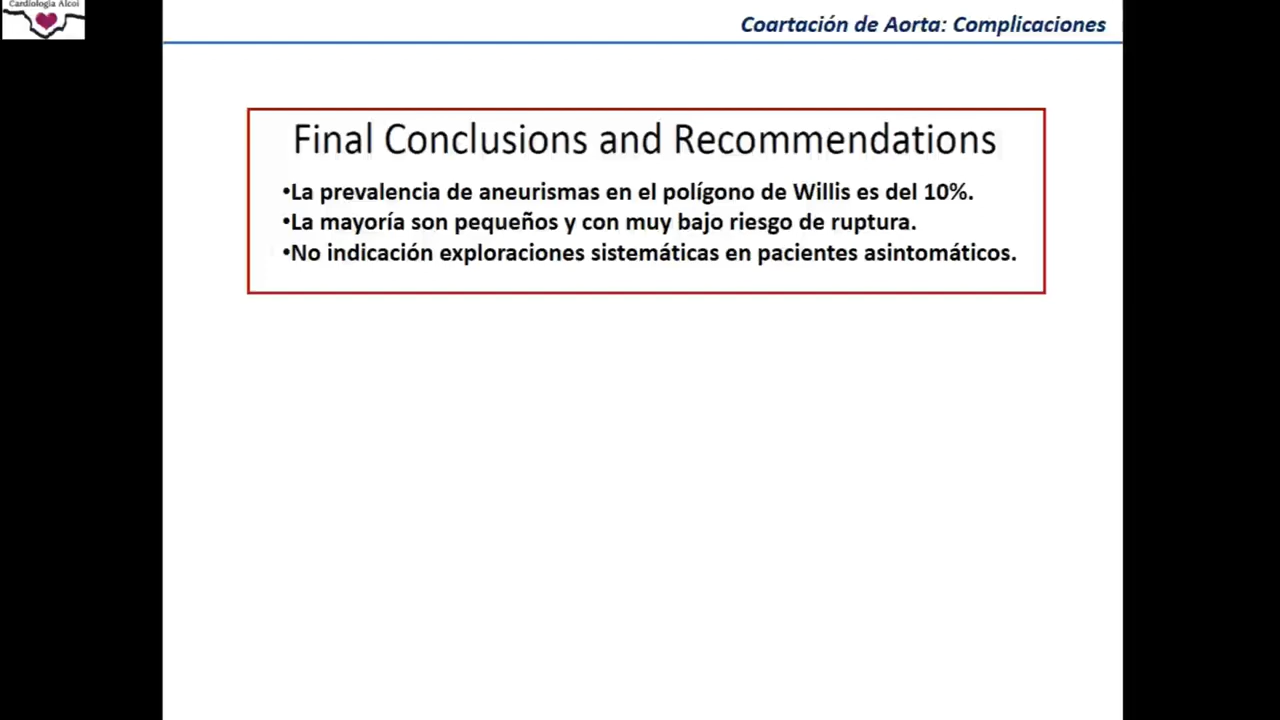 Cardiología Alcoi
Coartación de Aorta: Complicaciones
Final Conclusions and Recommendations
•La prevalencia de aneurismas en el polígono de Willis es del 10%.
•La mayoría son pequeños y con muy bajo riesgo de ruptura.
•No indicación exploraciones sistemáticas en pacientes asintomáticos.